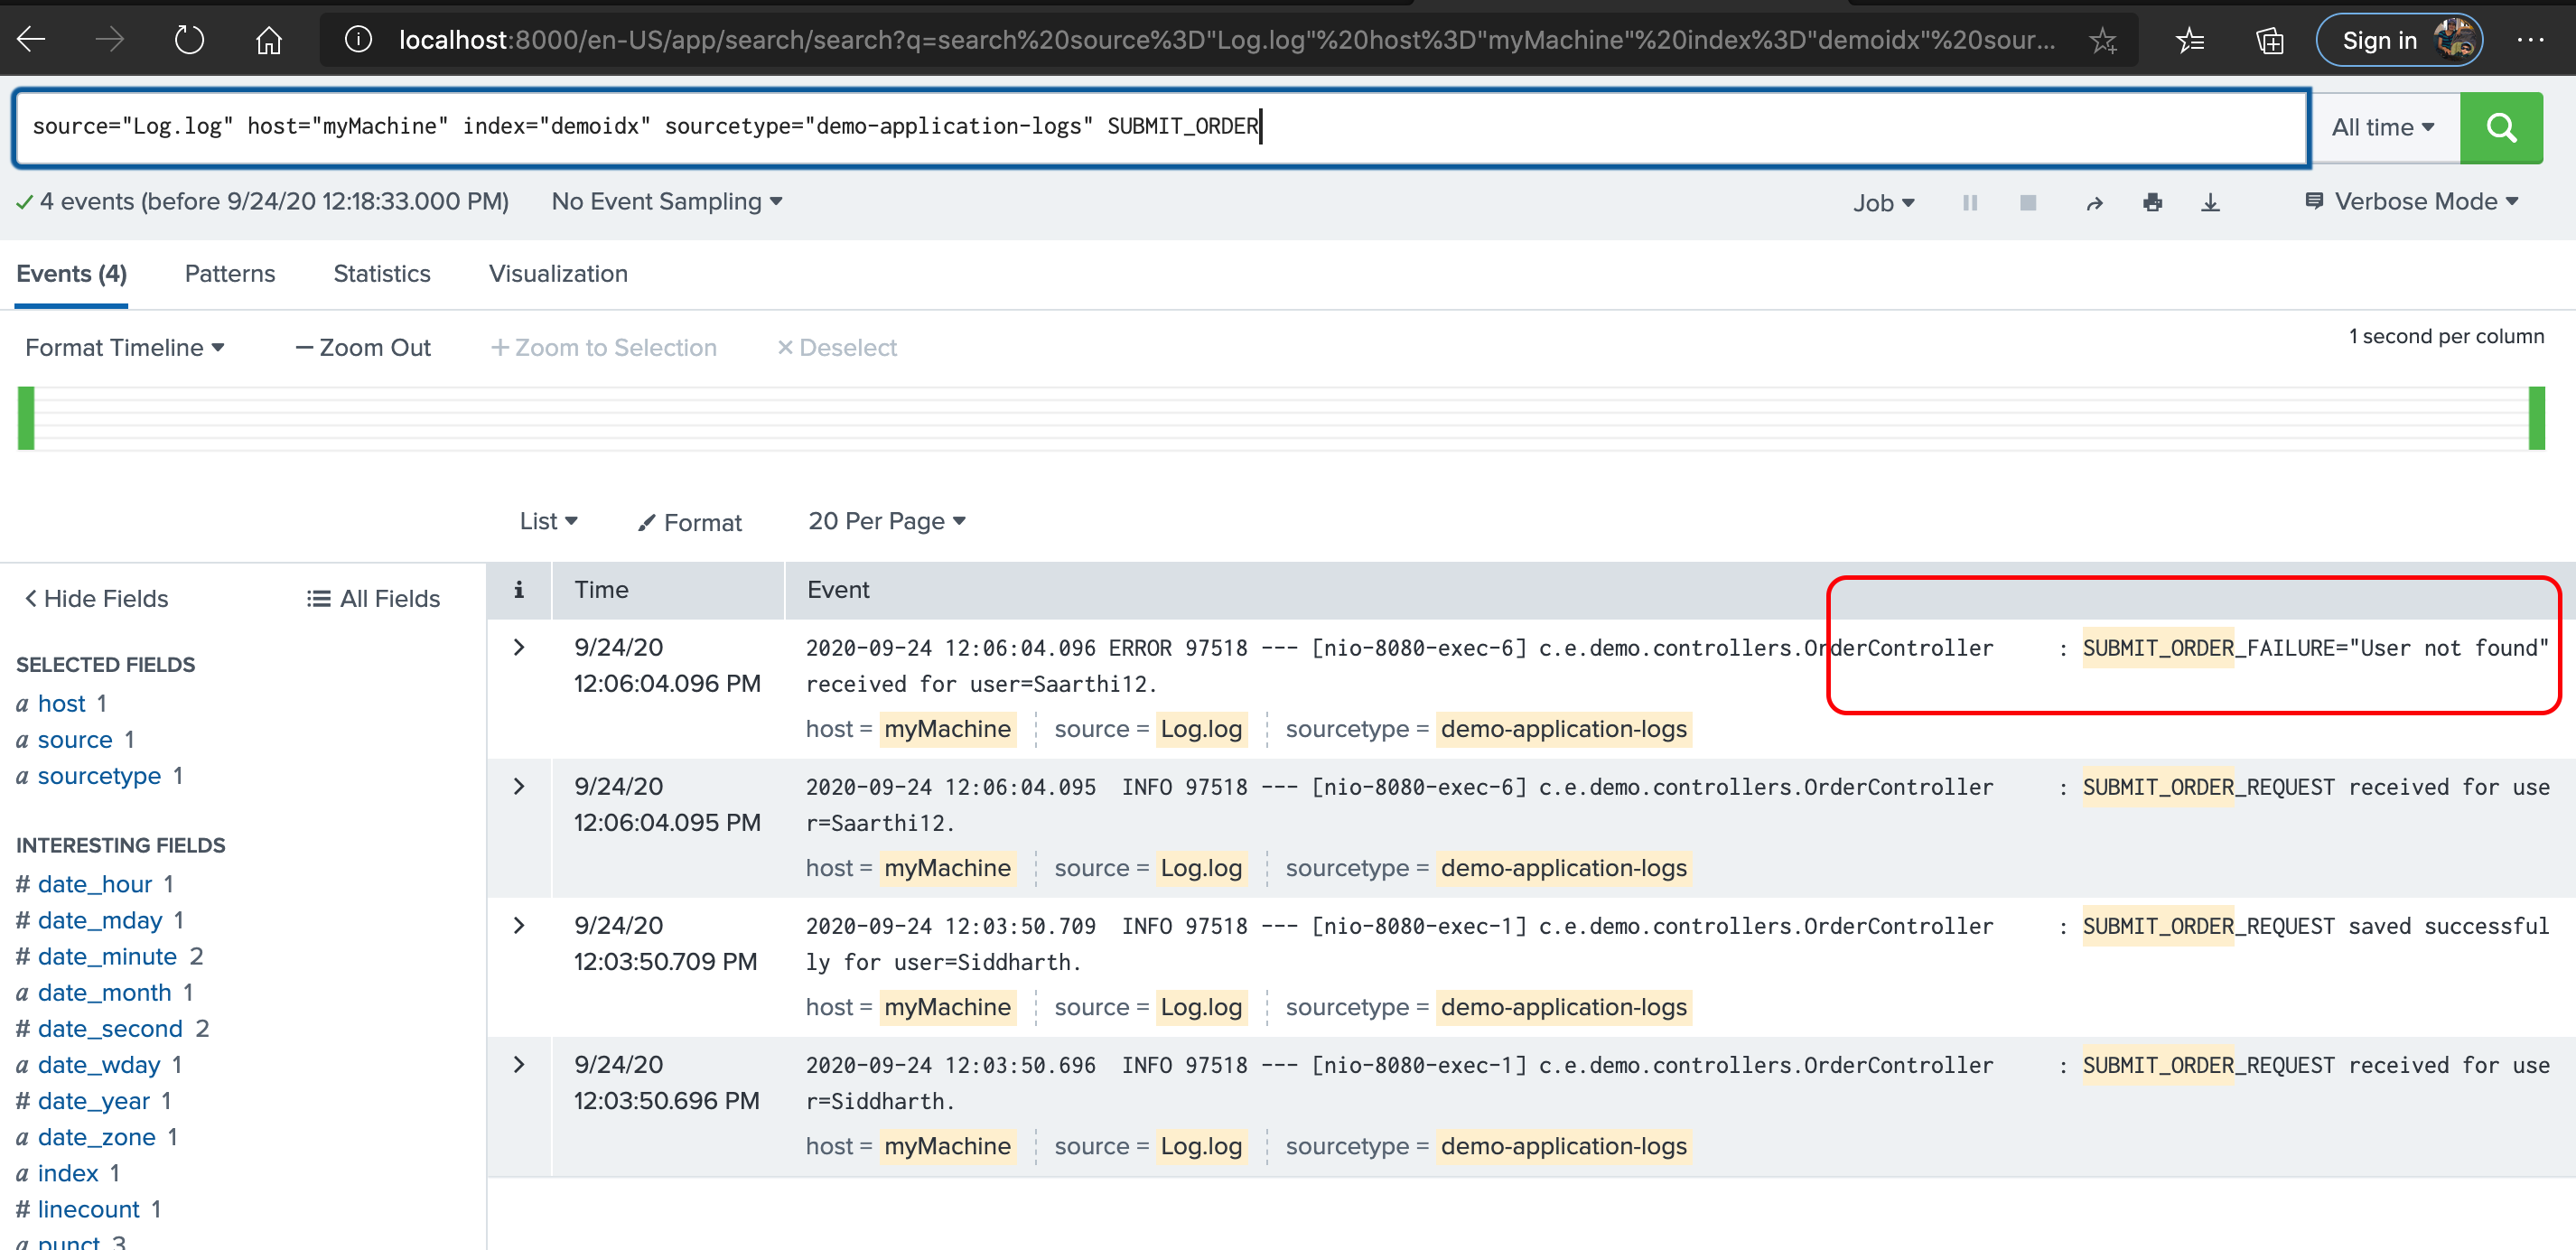 localhost:8000/en-US/app/search/search?q=search%20source%3D"Log.log"%20host%3D"myMachine"%20index%3D"demoidx"%20sour...
Sign in
source="Log.log" host="myMachine" index="demoidx" sourcetype="demo-application-logs" SUBMIT_ORDER
All time
4 events (before 9/24/20 12:18:33.000 PM) No Event Sampling
Job
Verbose Mode
Events (4) Patterns Statistics Visualization
Format Timeline — Zoom Out + Zoom to Selection × Deselect
1 second per column
List Format 20 Per Page
< Hide Fields All Fields
SELECTED FIELDS
a host 1
a source 1
a sourcetype 1
INTERESTING FIELDS
# date_hour 1
# date_mday 1
# date_minute 2
a date_month 1
# date_second 2
a date_wday 1
# date_year 1
a date_zone 1
a index 1
# linecount 1
a punct 3
i Time Event
9/24/20
12:06:04.096 PM
2020-09-24 12:06:04.096 ERROR 97518 --- [nio-8080-exec-6] c.e.demo.controllers.OrderController : SUBMIT_ORDER_FAILURE="User not found"
received for user=Saarthi12.
host = myMachine source = Log.log sourcetype = demo-application-logs
9/24/20
12:06:04.095 PM
2020-09-24 12:06:04.095 INFO 97518 --- [nio-8080-exec-6] c.e.demo.controllers.OrderController : SUBMIT_ORDER_REQUEST received for use
r=Saarthi12.
host = myMachine source = Log.log sourcetype = demo-application-logs
9/24/20
12:03:50.709 PM
2020-09-24 12:03:50.709 INFO 97518 --- [nio-8080-exec-1] c.e.demo.controllers.OrderController : SUBMIT_ORDER_REQUEST saved successful
ly for user=Siddharth.
host = myMachine source = Log.log sourcetype = demo-application-logs
9/24/20
12:03:50.696 PM
2020-09-24 12:03:50.696 INFO 97518 --- [nio-8080-exec-1] c.e.demo.controllers.OrderController : SUBMIT_ORDER_REQUEST received for use
r=Siddharth.
host = myMachine source = Log.log sourcetype = demo-application-logs